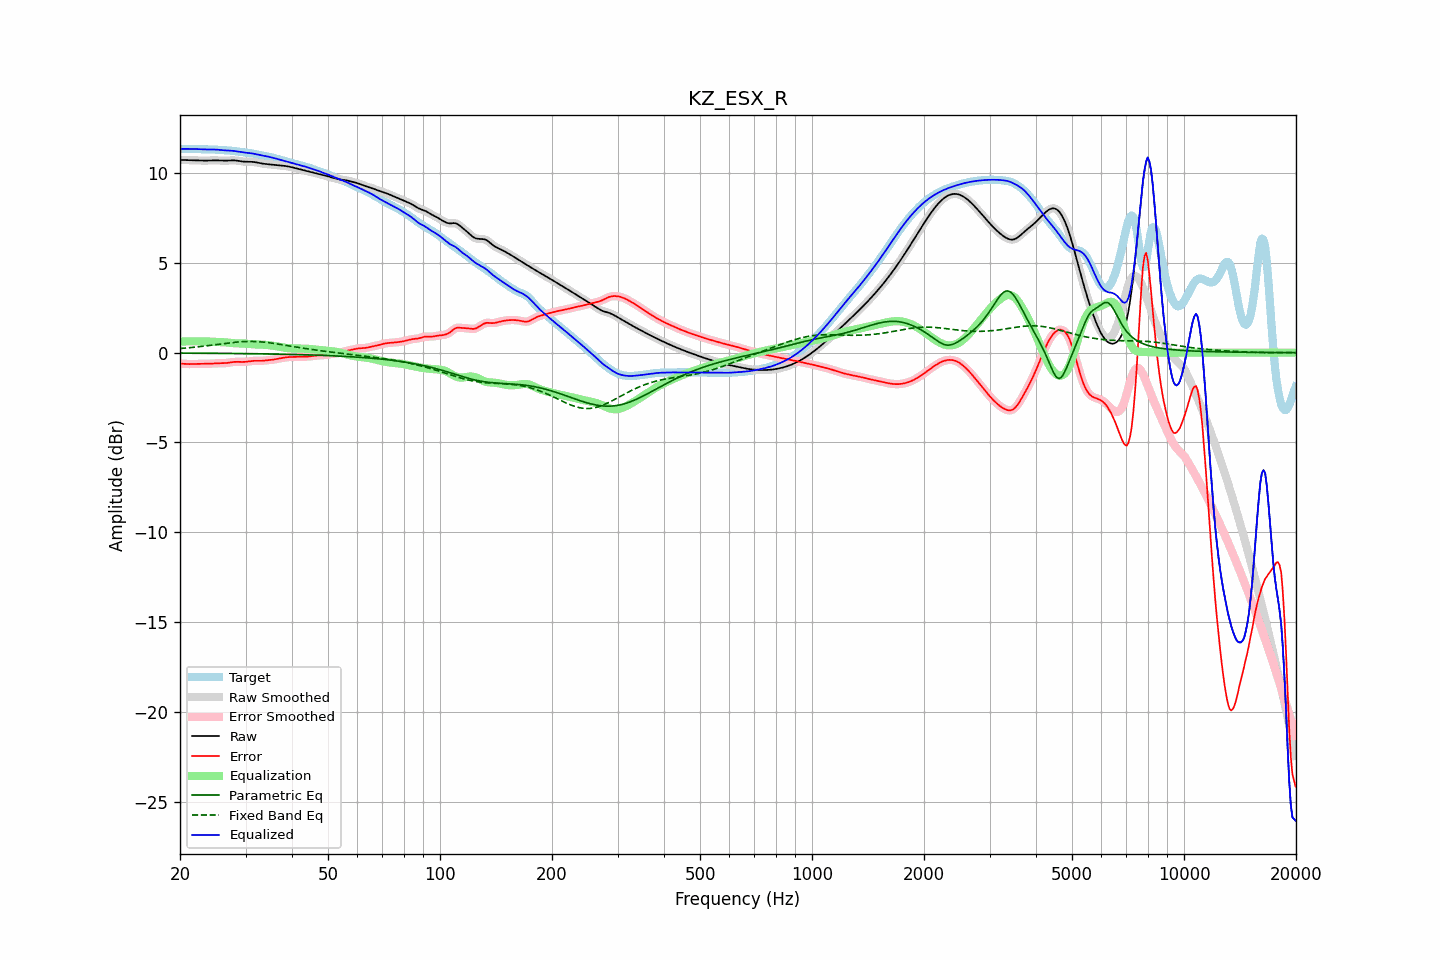 KZ_ESX_R
Amplitude (dBr)
10
5
0
−5
−10
−15
−20
−25
Target
Raw Smoothed
Error Smoothed
Raw
Error
Equalization
Parametric Eq
Fixed Band Eq
Equalized
20 50 100 200 500 1000 2000 5000 10000 20000
Frequency (Hz)